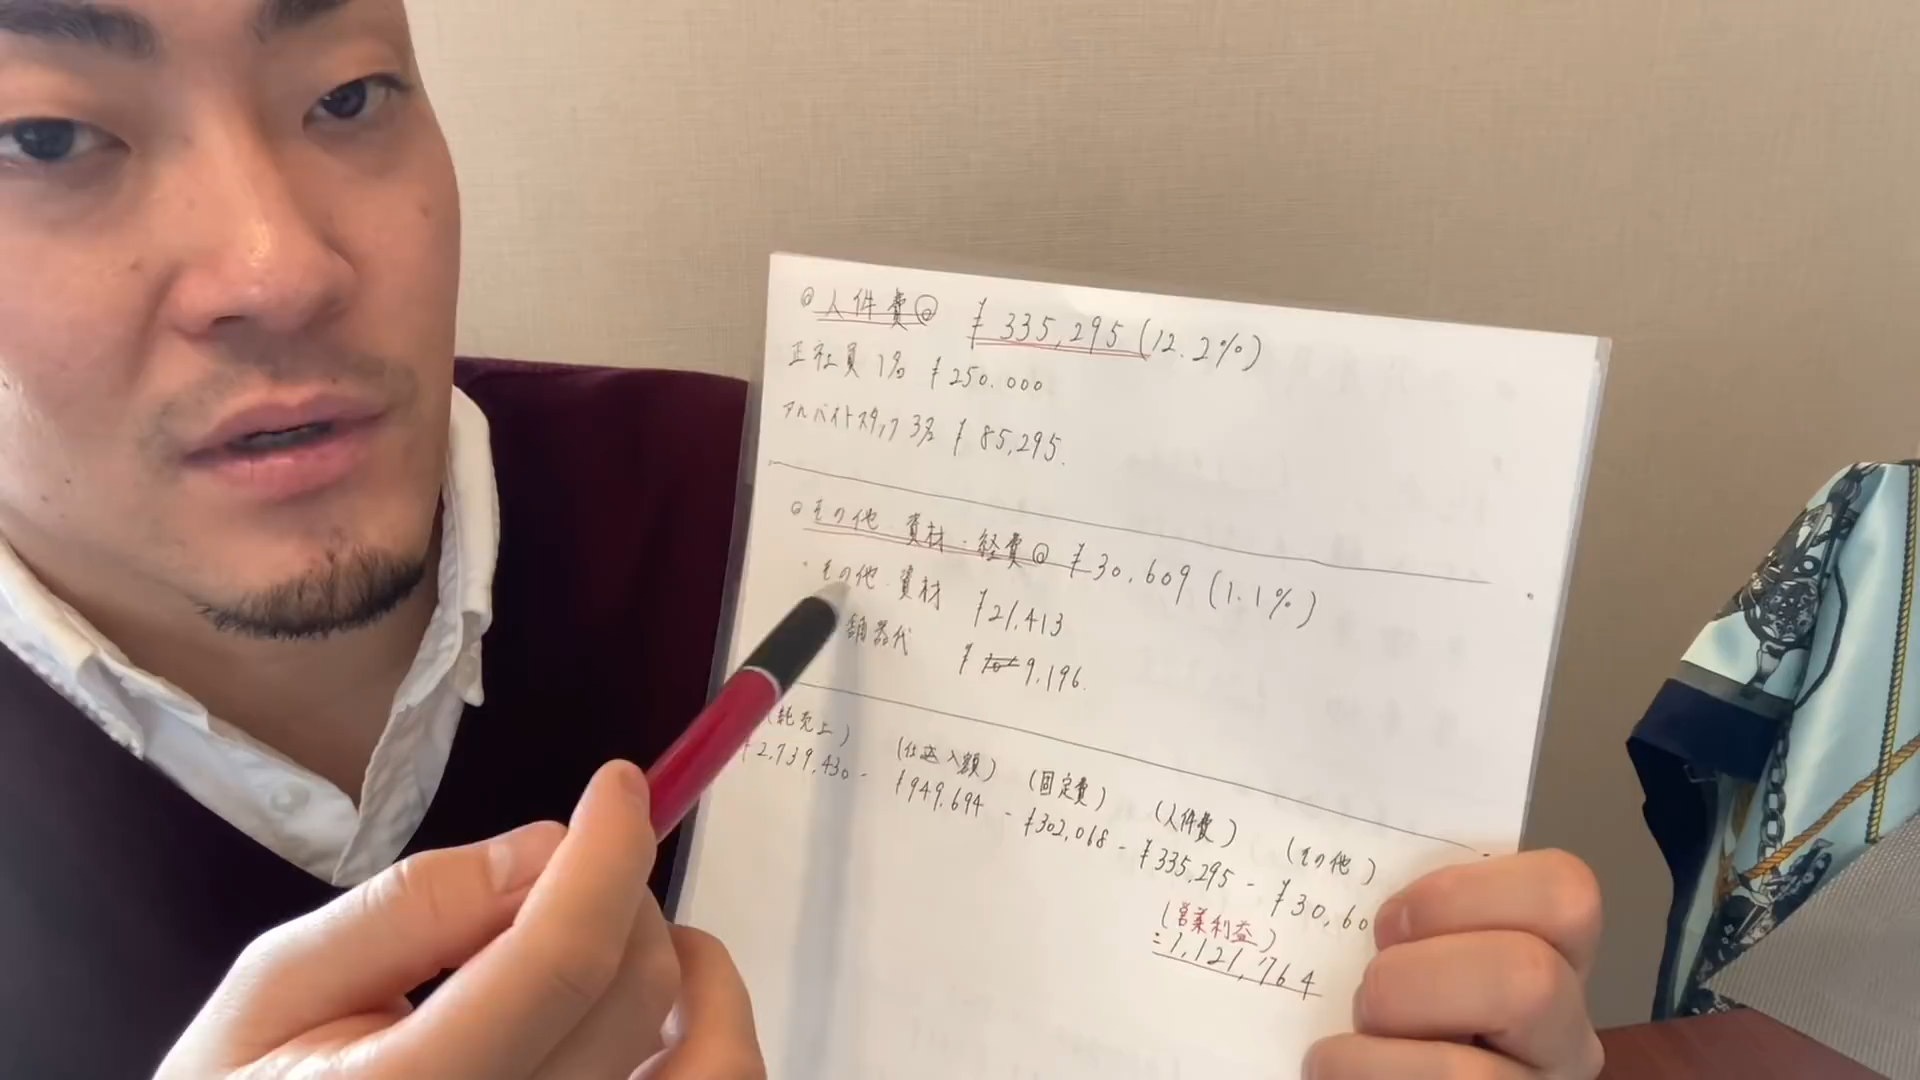 ◎人件費◎ ¥335,295(12.2%)
正社員1名 ¥250.000
アルバイトスタッフ3名 ¥85,295.
◎その他.資材.経費◎ ¥30.609(1.1%)
・その他.資材 ¥21,413
器代 ¥9,196.
(純売上) (仕込入額) (固定費) (人件費) (その他)
¥2,739,430 - ¥949,694 - ¥302,068 - ¥335,295 - ¥30,60
(営業利益)
=1,121,764